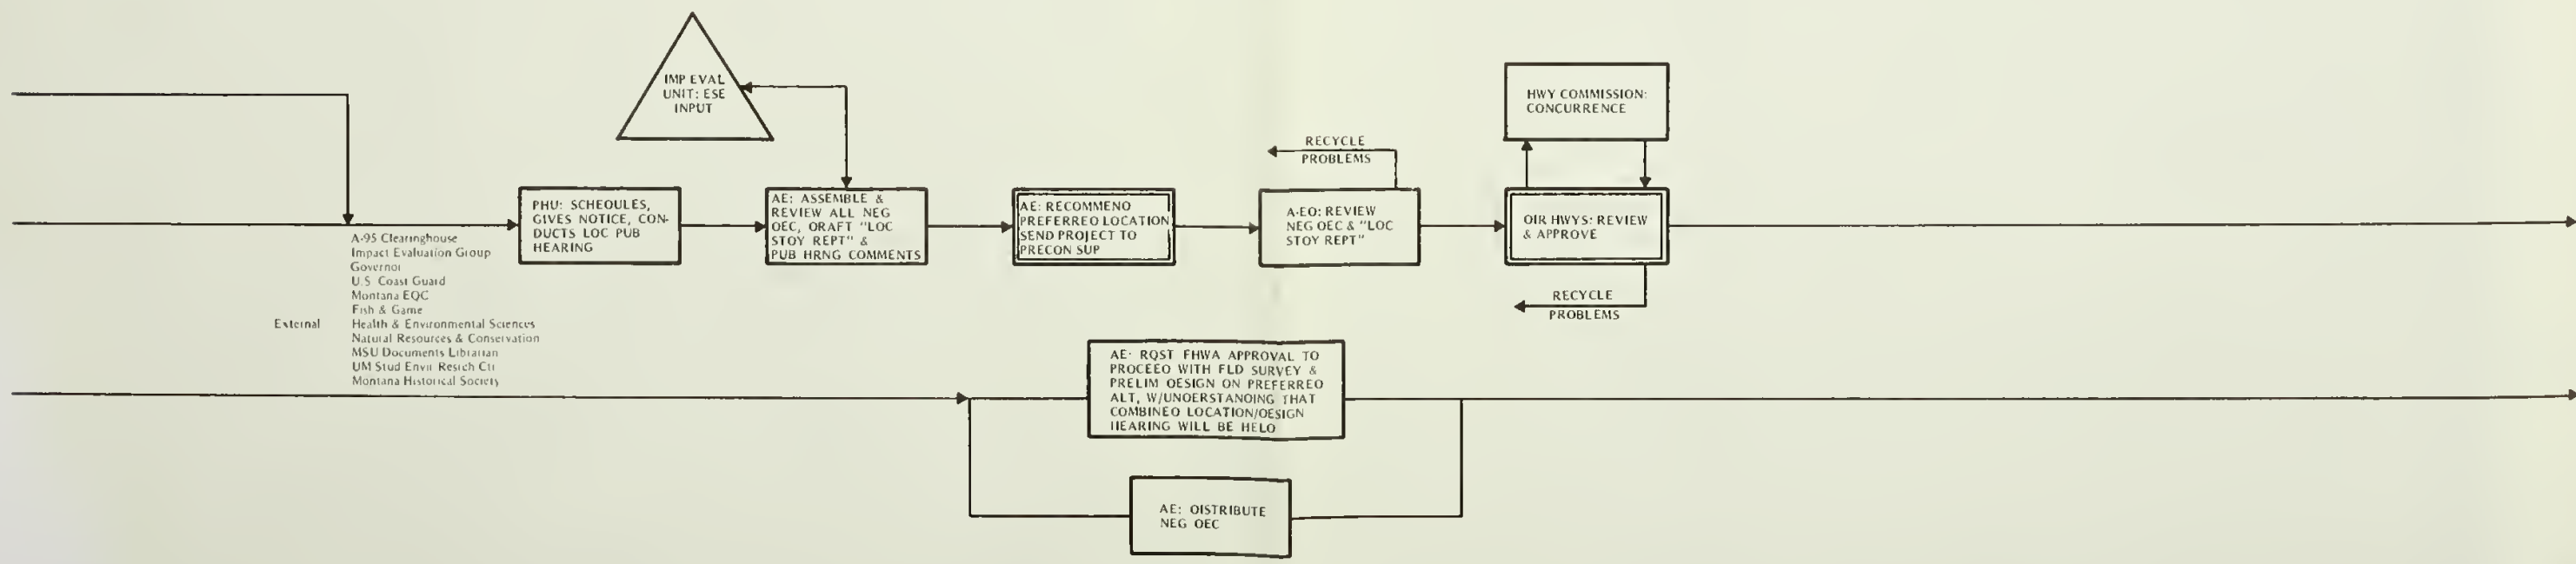 IMP EVAL
UNIT: ESE
INPUT
HWY COMMISSION:
CONCURRENCE
RECYCLE
PROBLEMS
PHU: SCHEOULES,
GIVES NOTICE, CON-
DUCTS LOC PUB
HEARING
AE: ASSEMBLE &
REVIEW ALL NEG
OEC, ORAFT "LOC
STOY REPT" &
PUB HRNG COMMENTS
AE: RECOMMENO
PREFERREO LOCATION
SEND PROJECT TO
PRECON SUP
A-EO: REVIEW
NEG OEC & "LOC
STOY REPT"
OIR HWYS: REVIEW
& APPROVE
RECYCLE
PROBLEMS
A-95 Clearinghouse
Impact Evaluation Group
Governor
U.S. Coast Guard
Montana EQC
Fish & Game
External Health & Environmental Sciences
Natural Resources & Conservation
MSU Documents Librarian
UM Stud Envir Resrch Ctr
Montana Historical Society
AE: RQST FHWA APPROVAL TO
PROCEEO WITH FLD SURVEY &
PRELIM OESIGN ON PREFERREO
ALT, W/UNOERSTANOING THAT
COMBINEO LOCATION/OESIGN
HEARING WILL BE HELO
AE: OISTRIBUTE
NEG OEC